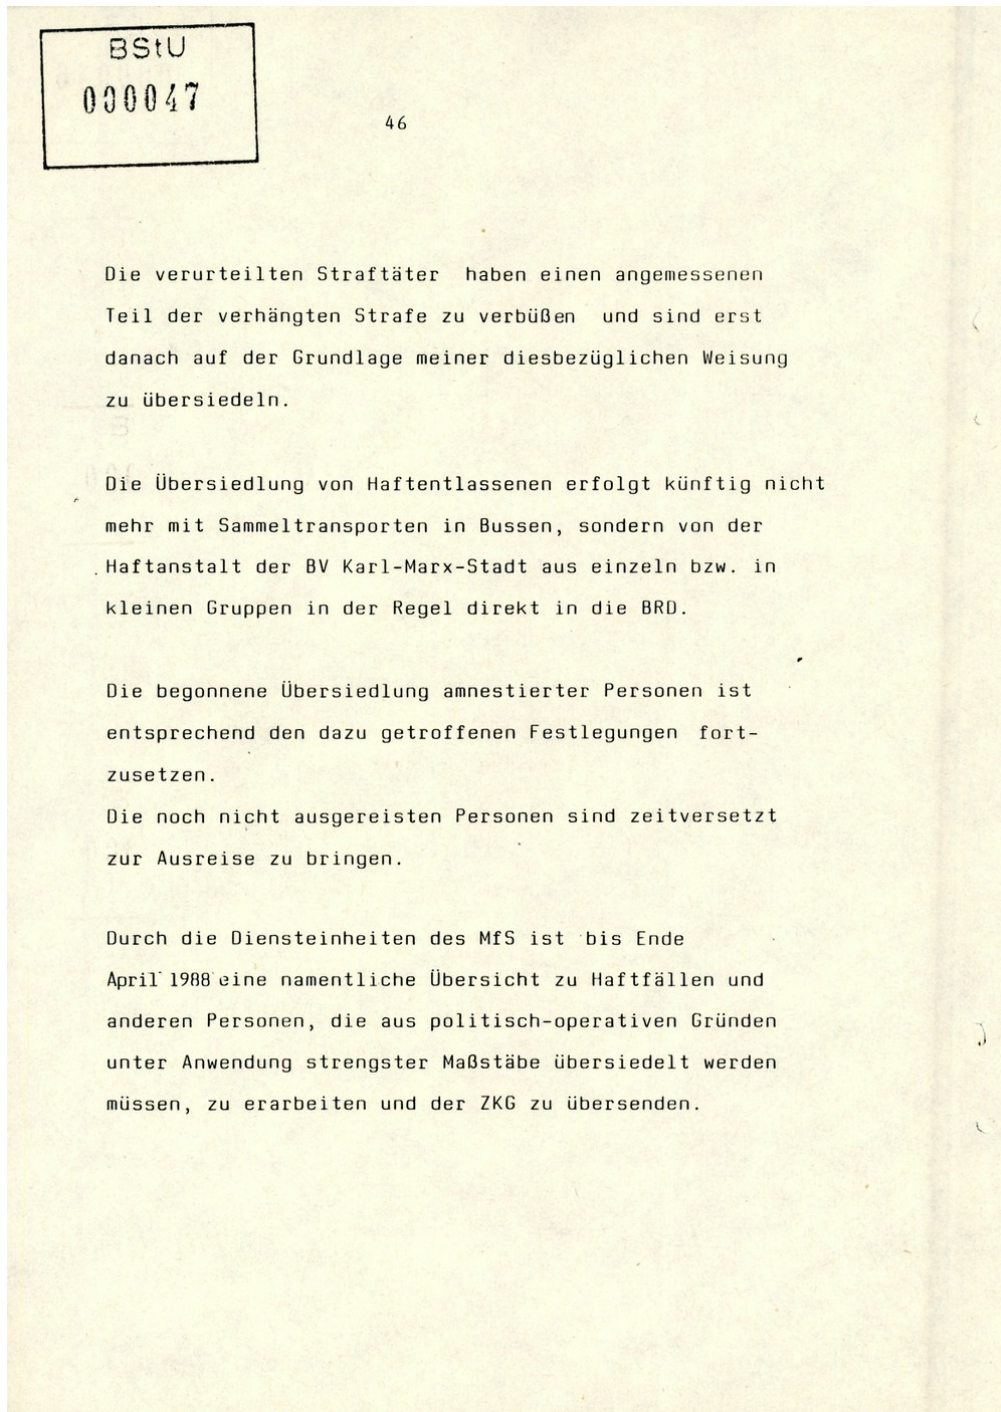 BStU
000047
46
Die verurteilten Straftäter haben einen angemessenen
Teil der verhängten Strafe zu verbüßen und sind erst
danach auf der Grundlage meiner diesbezüglichen Weisung
zu übersiedeln.
Die Übersiedlung von Haftentlassenen erfolgt künftig nicht
mehr mit Sammeltransporten in Bussen, sondern von der
Haftanstalt der BV Karl-Marx-Stadt aus einzeln bzw. in
kleinen Gruppen in der Regel direkt in die BRD.
Die begonnene Übersiedlung amnestierter Personen ist
entsprechend den dazu getroffenen Festlegungen fort-
zusetzen.
Die noch nicht ausgereisten Personen sind zeitversetzt
zur Ausreise zu bringen.
Durch die Diensteinheiten des MfS ist bis Ende
April 1988 eine namentliche Übersicht zu Haftfällen und
anderen Personen, die aus politisch-operativen Gründen
unter Anwendung strengster Maßstäbe übersiedelt werden
müssen, zu erarbeiten und der ZKG zu übersenden.